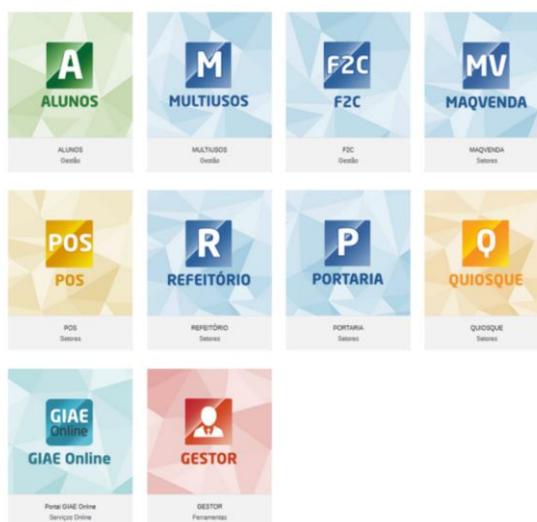 A
ALUNOS
ALUNOS
Gestão
M
MULTIUSOS
MULTIUSOS
Gestão
F2C
F2C
F2C
Gestão
MV
MAQVENDA
MAQVENDA
Setores
POS
POS
POS
Setores
R
REFEITÓRIO
REFEITÓRIO
Setores
P
PORTARIA
PORTARIA
Setores
Q
QUIOSQUE
QUIOSQUE
Setores
GIAE
Online
GIAE Online
Portal GIAE Online
Serviços Online
GESTOR
GESTOR
Ferramentas